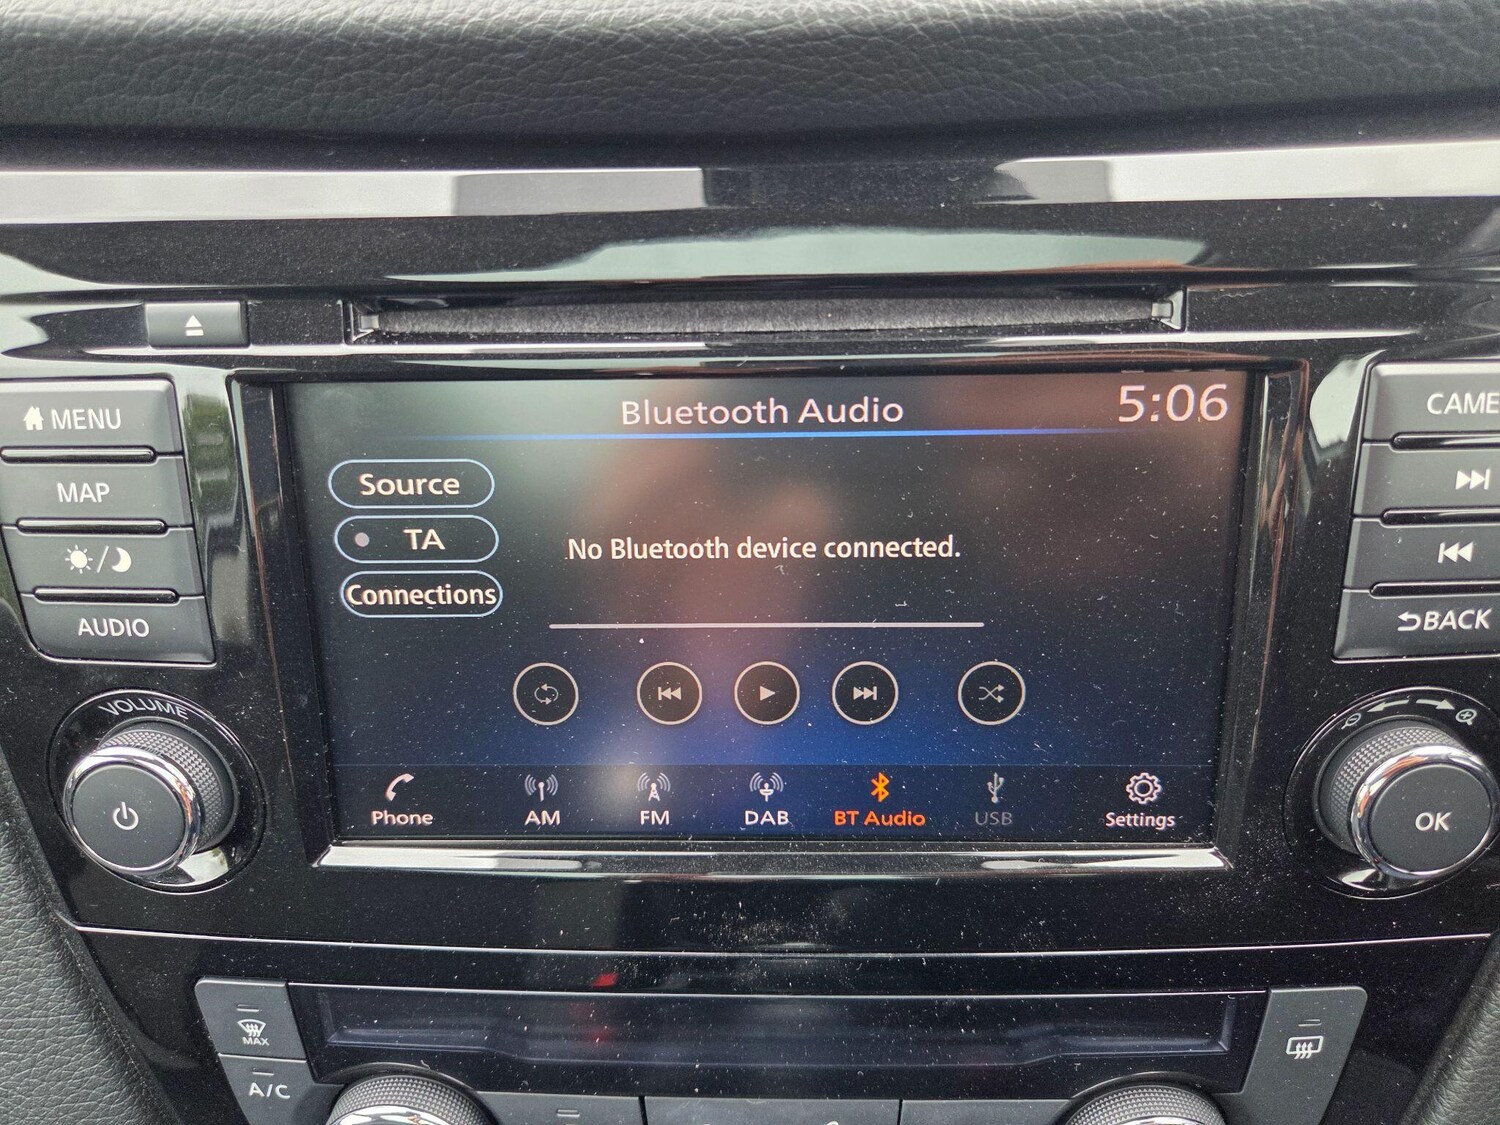 Bluetooth Audio
5:06
MENU
MAP
AUDIO
VOLUME
Source
TA
Connections
No Bluetooth device connected.
Phone
AM
FM
DAB
BT Audio
USB
Settings
CAME
BACK
OK
MAX
A/C